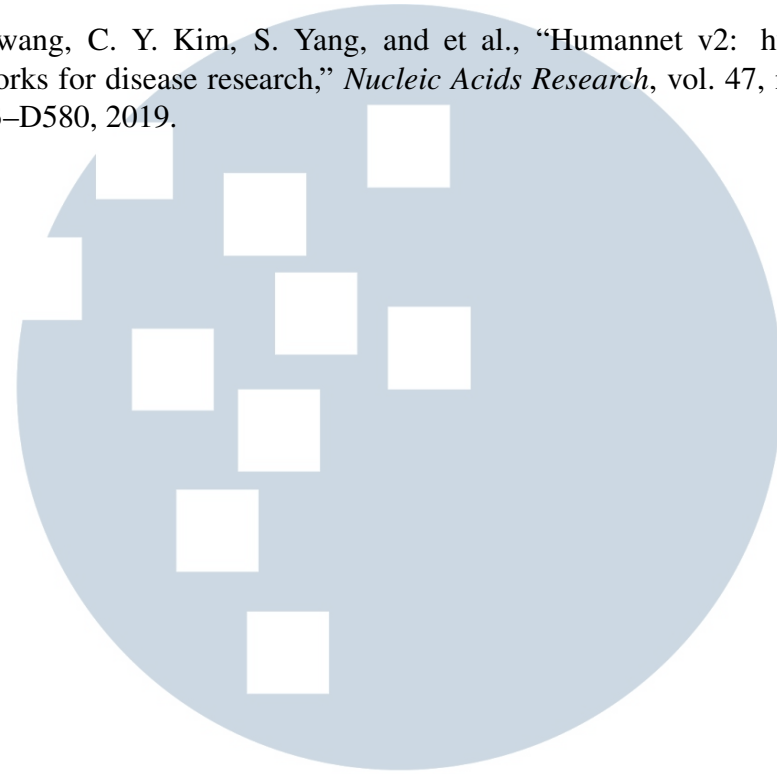 wang, C. Y. Kim, S. Yang, and et al., “Humannet v2: h
orks for disease research,” Nucleic Acids Research, vol. 47,
–D580, 2019.